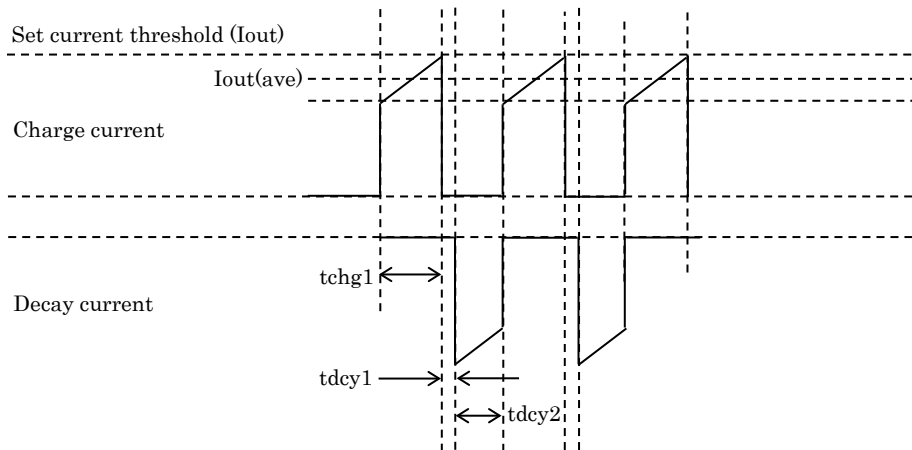 Set current threshold (Iout)
Iout(ave)
Charge current
tchg1
Decay current
tdcy1
tdcy2